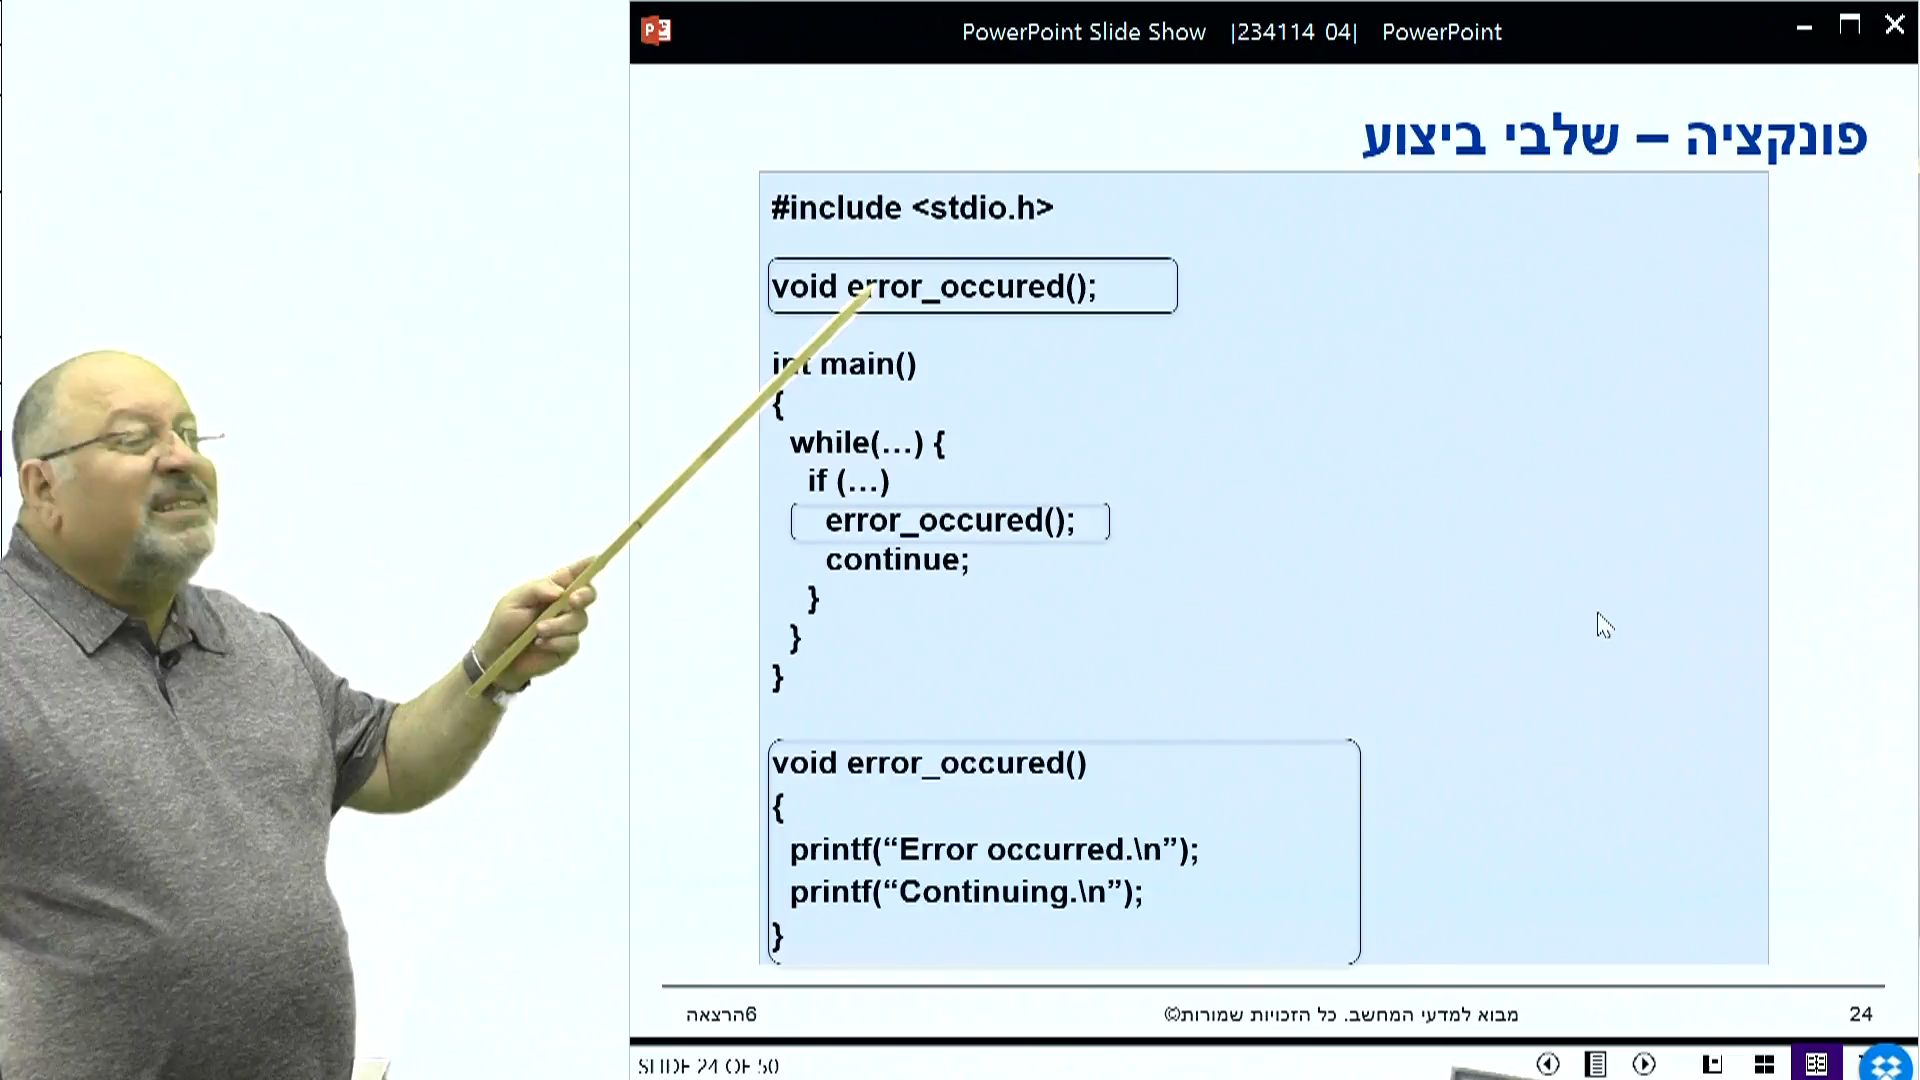 PowerPoint Slide Show |234114 04| PowerPoint
פונקציה – שלבי ביצוע
#include <stdio.h>
void error_occured();
int main()
{
while(…) {
if (…)
error_occured();
continue;
}
}
}
void error_occured()
{
printf(“Error occurred.\n”);
printf(“Continuing.\n”);
}
הרצאה6
מבוא למדעי המחשב. כל הזכויות שמורות©
24
SLIDE 24 OF 50